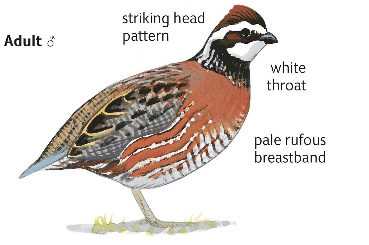 striking head
pattern
Adult ♂
white
throat
pale rufous
breastband